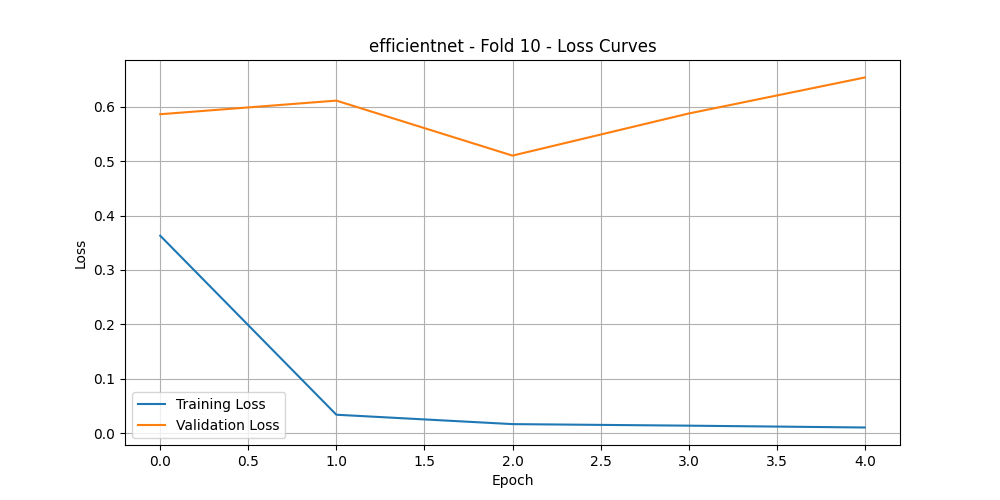 efficientnet - Fold 10 - Loss Curves
Loss
0.6
0.5
0.4
0.3
0.2
0.1
0.0
Training Loss
Validation Loss
0.0 0.5 1.0 1.5 2.0 2.5 3.0 3.5 4.0
Epoch